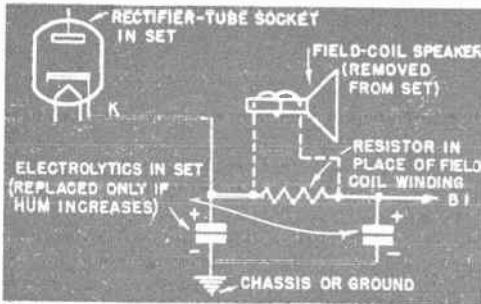 RECTIFIER-TUBE SOCKET
IN SET
K
FIELD-COIL SPEAKER
(REMOVED
FROM SET)
RESISTOR IN
PLACE OF FIELD
COIL WINDING
ELECTROLYTICS IN SET
(REPLACED ONLY IF
HUM INCREASES)
+
-
+
-
CHASSIS OR GROUND